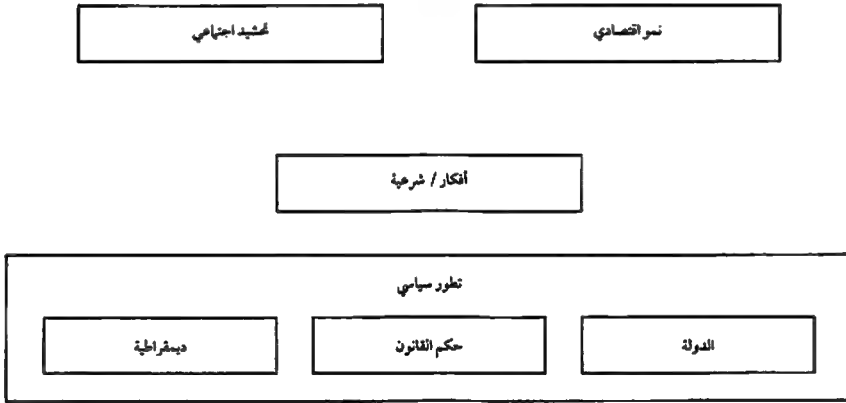 نمو اقتصادي
تحشيد اجتماعي
أفكار / شرعية
تطور سياسي
الدولة
حكم القانون
ديمقراطية